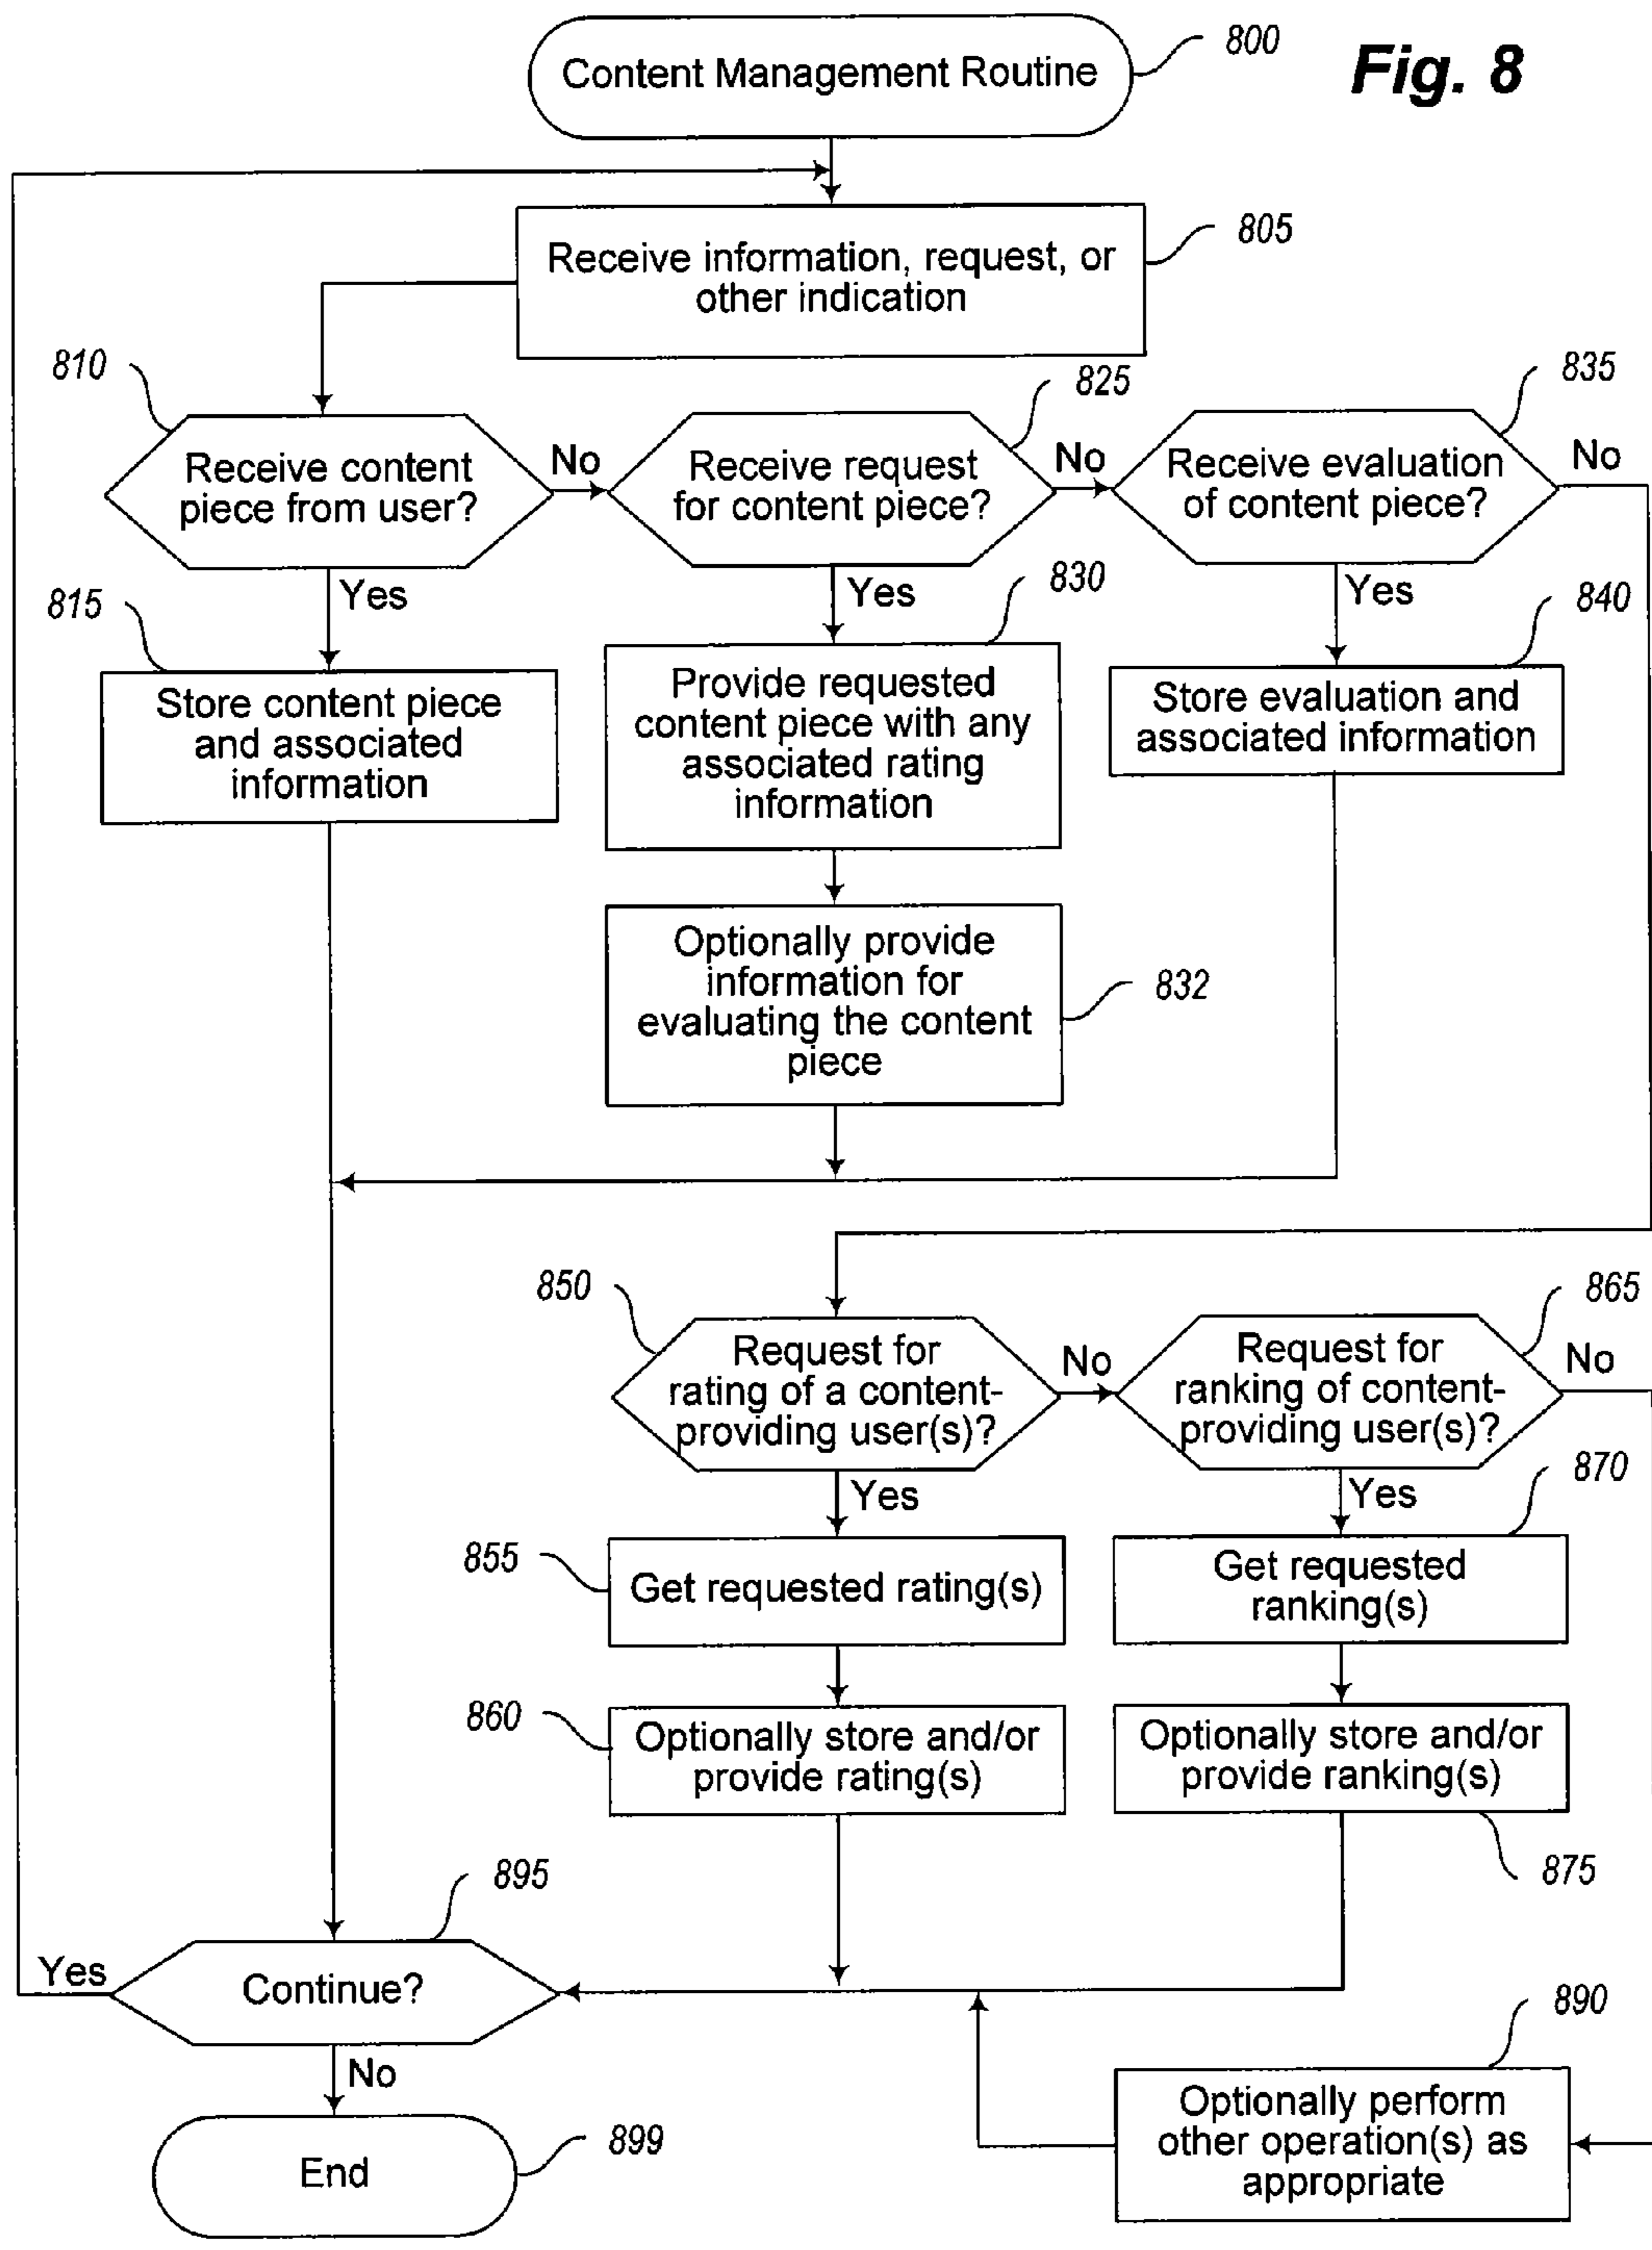 800
Fig. 8
Content Management Routine
805
Receive information, request, or
other indication
810
825
835
Receive content
piece from user?
No
Receive request
for content piece?
No
Receive evaluation
of content piece?
No
Yes
Yes
Yes
815
830
840
Store content piece
and associated
information
Provide requested
content piece with any
associated rating
information
Store evaluation and
associated information
Optionally provide
information for
evaluating the content
piece
832
850
865
Request for
rating of a content-
providing user(s)?
No
Request for
ranking of content-
providing user(s)?
No
Yes
Yes
870
855
Get requested rating(s)
Get requested
ranking(s)
860
Optionally store and/or
provide rating(s)
Optionally store and/or
provide ranking(s)
875
895
Yes
Continue?
No
890
Optionally perform
other operation(s) as
appropriate
End
899